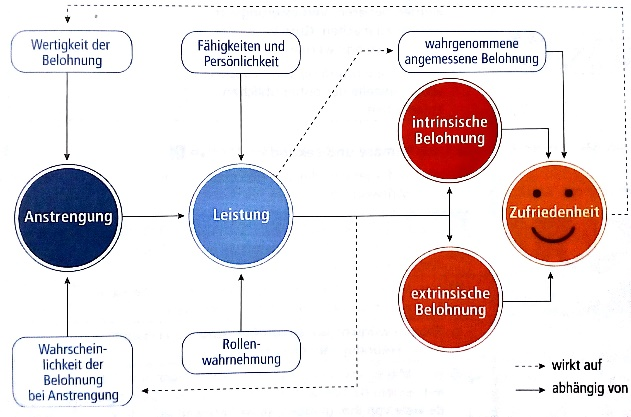 Wertigkeit der
Belohnung
Fähigkeiten und
Persönlichkeit
wahrgenommene
angemessene Belohnung
intrinsische
Belohnung
Anstrengung
Leistung
Zufriedenheit
extrinsische
Belohnung
Wahrschein-
lichkeit der
Belohnung
bei Anstrengung
Rollen-
wahrnehmung
wirkt auf
abhängig von